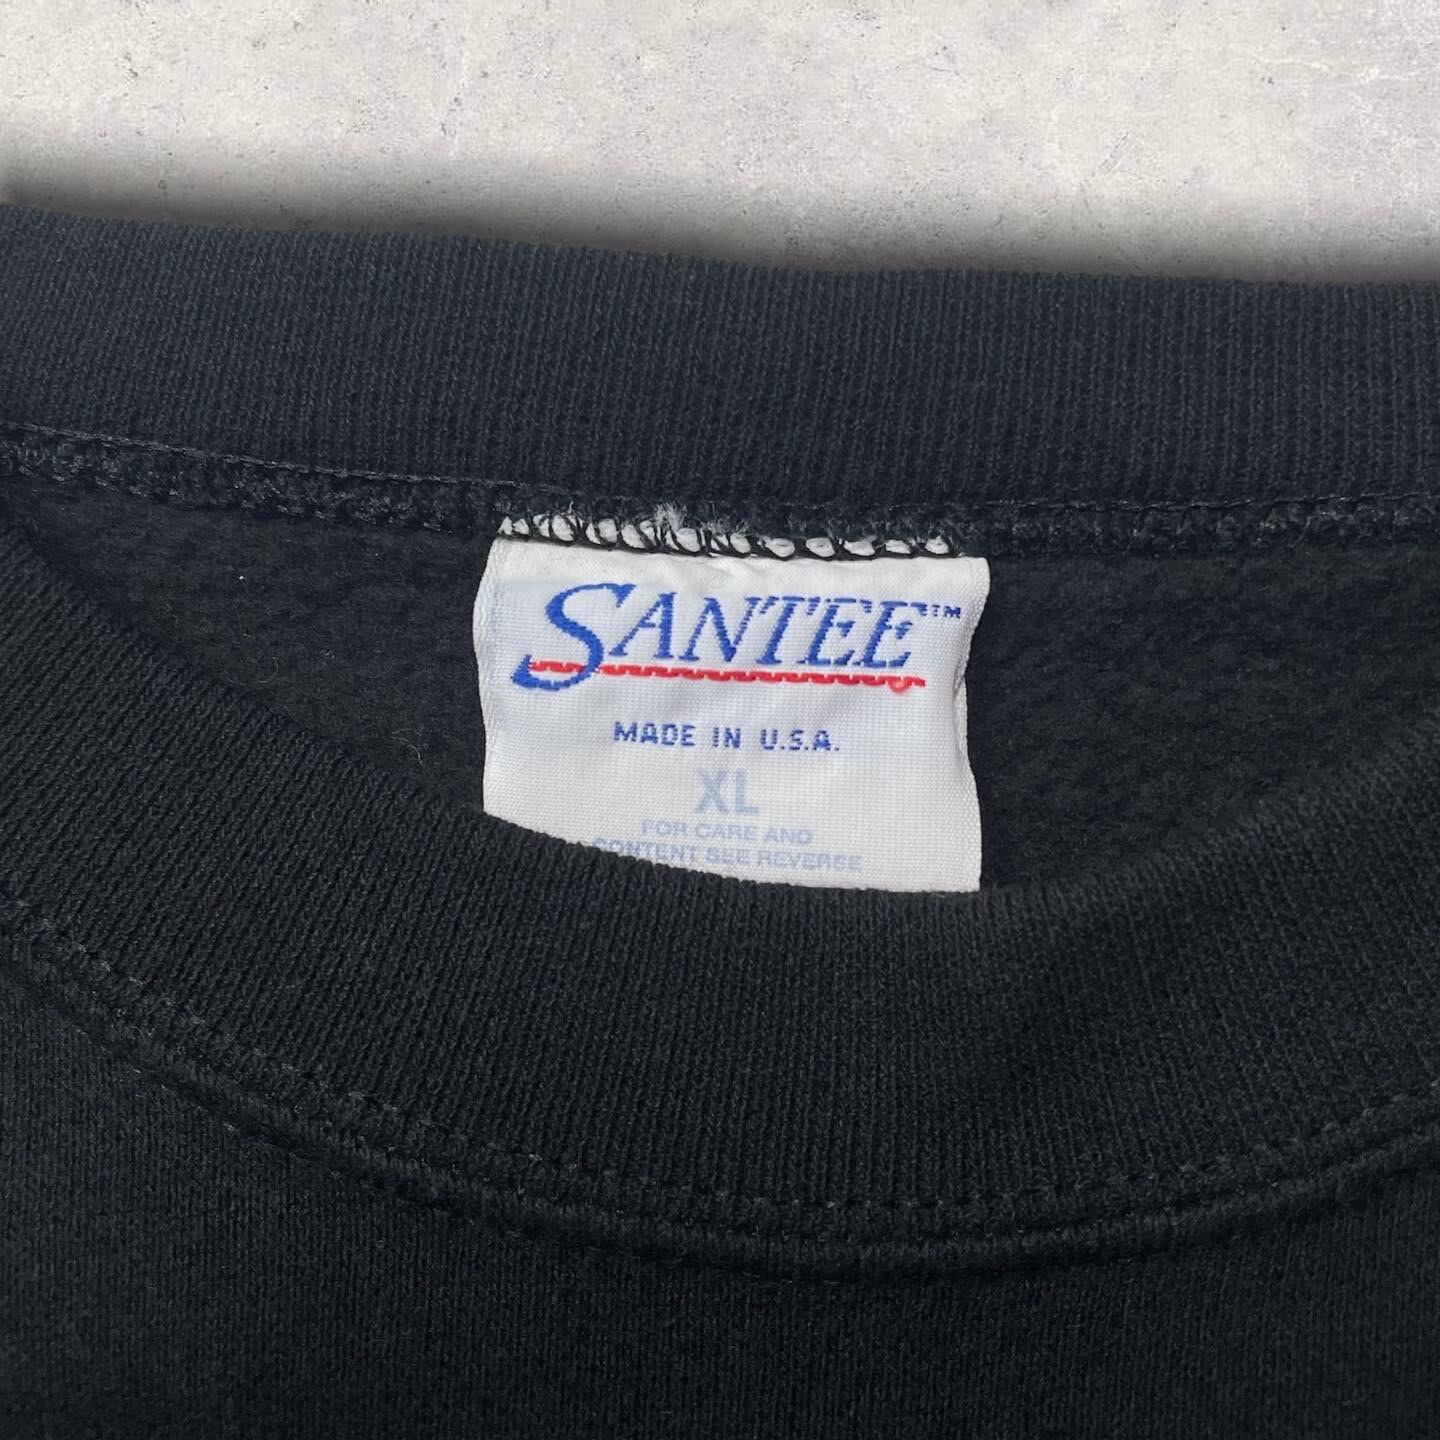 SANTEE™
MADE IN U.S.A.
XL
FOR CARE AND
CONTENT SEE REVERSE